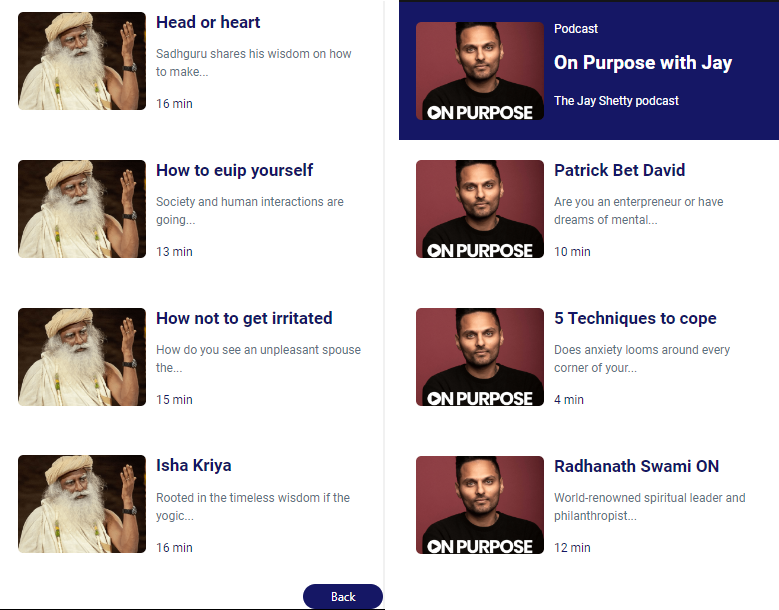 Head or heart
Sadhguru shares his wisdom on how
to make...
16 min
How to euip yourself
Society and human interactions are
going...
13 min
How not to get irritated
How do you see an unpleasant spouse
the...
15 min
Isha Kriya
Rooted in the timeless wisdom if the
yogic...
16 min
Back
Podcast
On Purpose with Jay
The Jay Shetty podcast
ON PURPOSE
Patrick Bet David
Are you an enterpreneur or have
dreams of mental...
10 min
ON PURPOSE
5 Techniques to cope
Does anxiety looms around every
corner of your...
4 min
ON PURPOSE
Radhanath Swami ON
World-renowned spiritual leader and
philanthropist...
12 min
ON PURPOSE